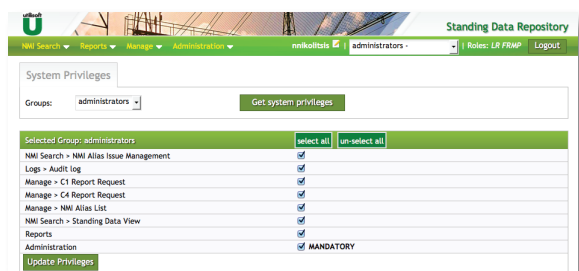 utilisoft
U
Standing Data Repository
NMI Search Reports Manage Administration
nnikolitsis | administrators - | Roles: LR FRMP Logout
System Privileges
Groups: administrators Get system privileges
Selected Group: administrators select all un-select all
NMI Search > NMI Alias Issue Management
Logs > Audit log
Manage > C1 Report Request
Manage > C4 Report Request
Manage > NMI Alias List
NMI Search > Standing Data View
Reports
Administration MANDATORY
Update Privileges